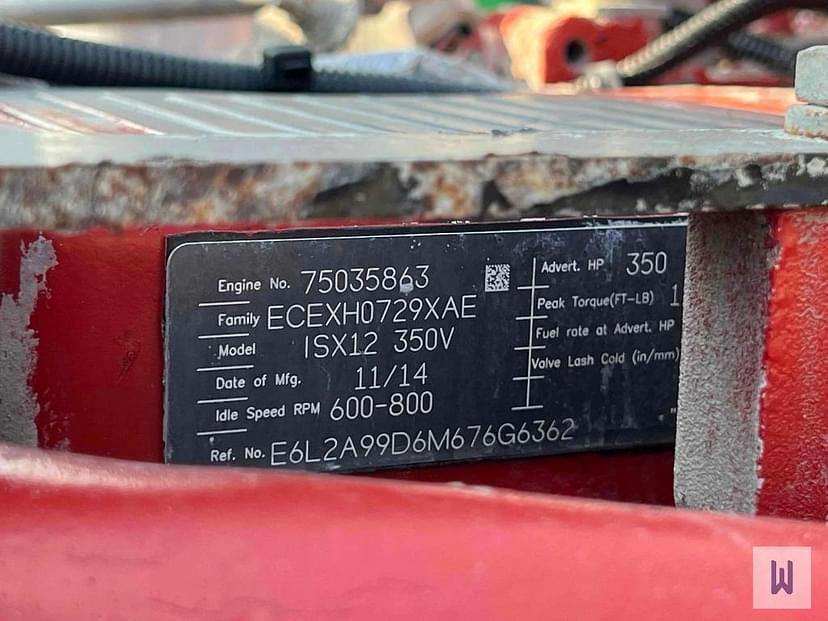 Engine No. 75035863
Family ECEXH0729XAE
Model ISX12 350V
Date of Mfg. 11/14
Idle Speed RPM 600-800
Ref. No. E6L2A99D6M676G6362
Advert. HP 350
Peak Torque(FT-LB) 1
Fuel rate at Advert. HP
Valve Lash Cold (in/mm)
W